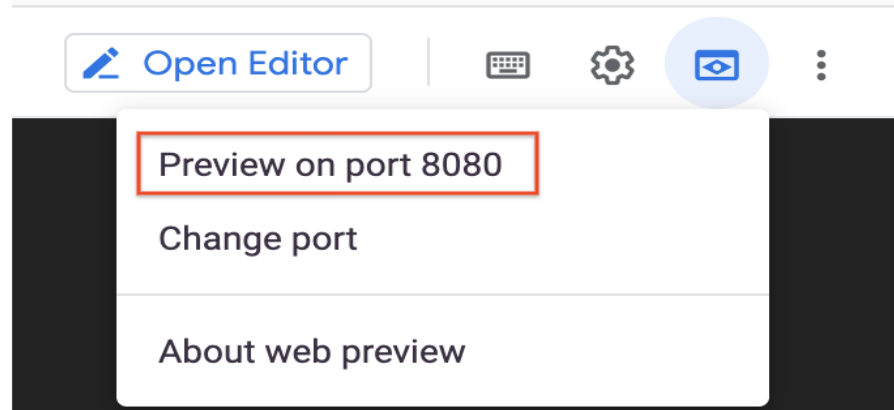 Open Editor
Preview on port 8080
Change port
About web preview